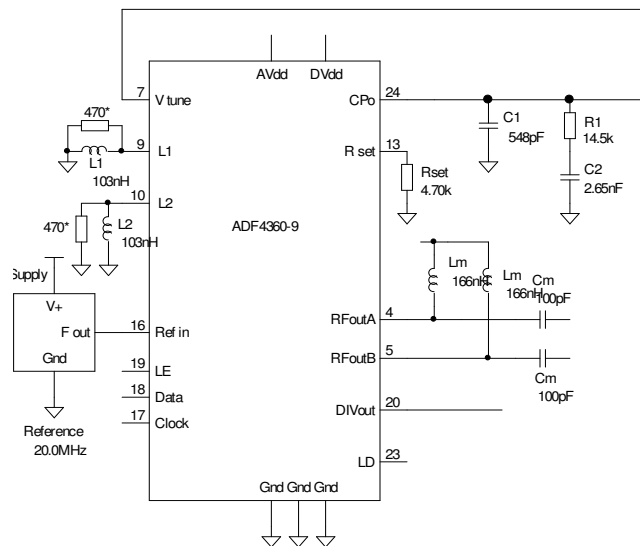 AVdd
DVdd
7
V tune
24
CPo
470*
9
L1
L1
103nH
13
R set
C1
548pF
R1
14.5k
C2
2.65nF
Rset
4.70k
10
L2
470*
L2
103nH
ADF4360-9
Supply
V+
F out
Gnd
16
Ref in
Lm
166nH
Lm
166nH
Cm
100pF
4
RFoutA
5
RFoutB
Cm
100pF
19
LE
18
Data
17
Clock
20
DIVout
Reference
20.0MHz
23
LD
Gnd Gnd Gnd